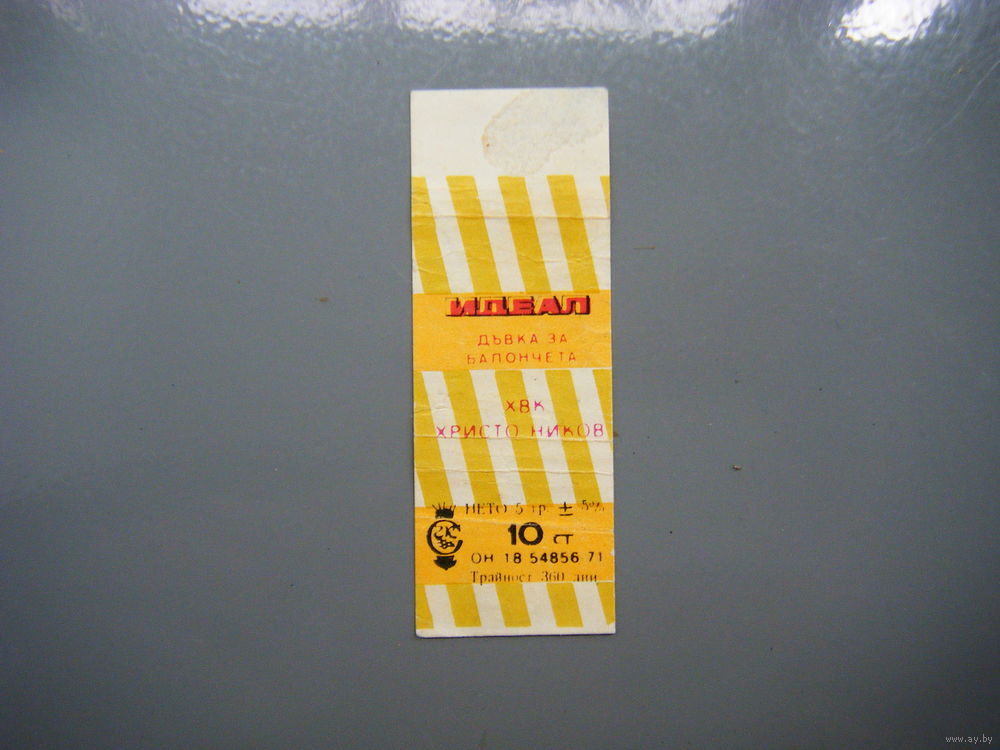 ИДЕАЛ
ДЪВКА ЗА
БАЛОНЧЕТА
ХВК
ХРИСТО НИКОВ
НЕТО 5 гр. ± 5%
10 СТ
ОН 18 54856-71
Трайност 360 дни
www.ay.by